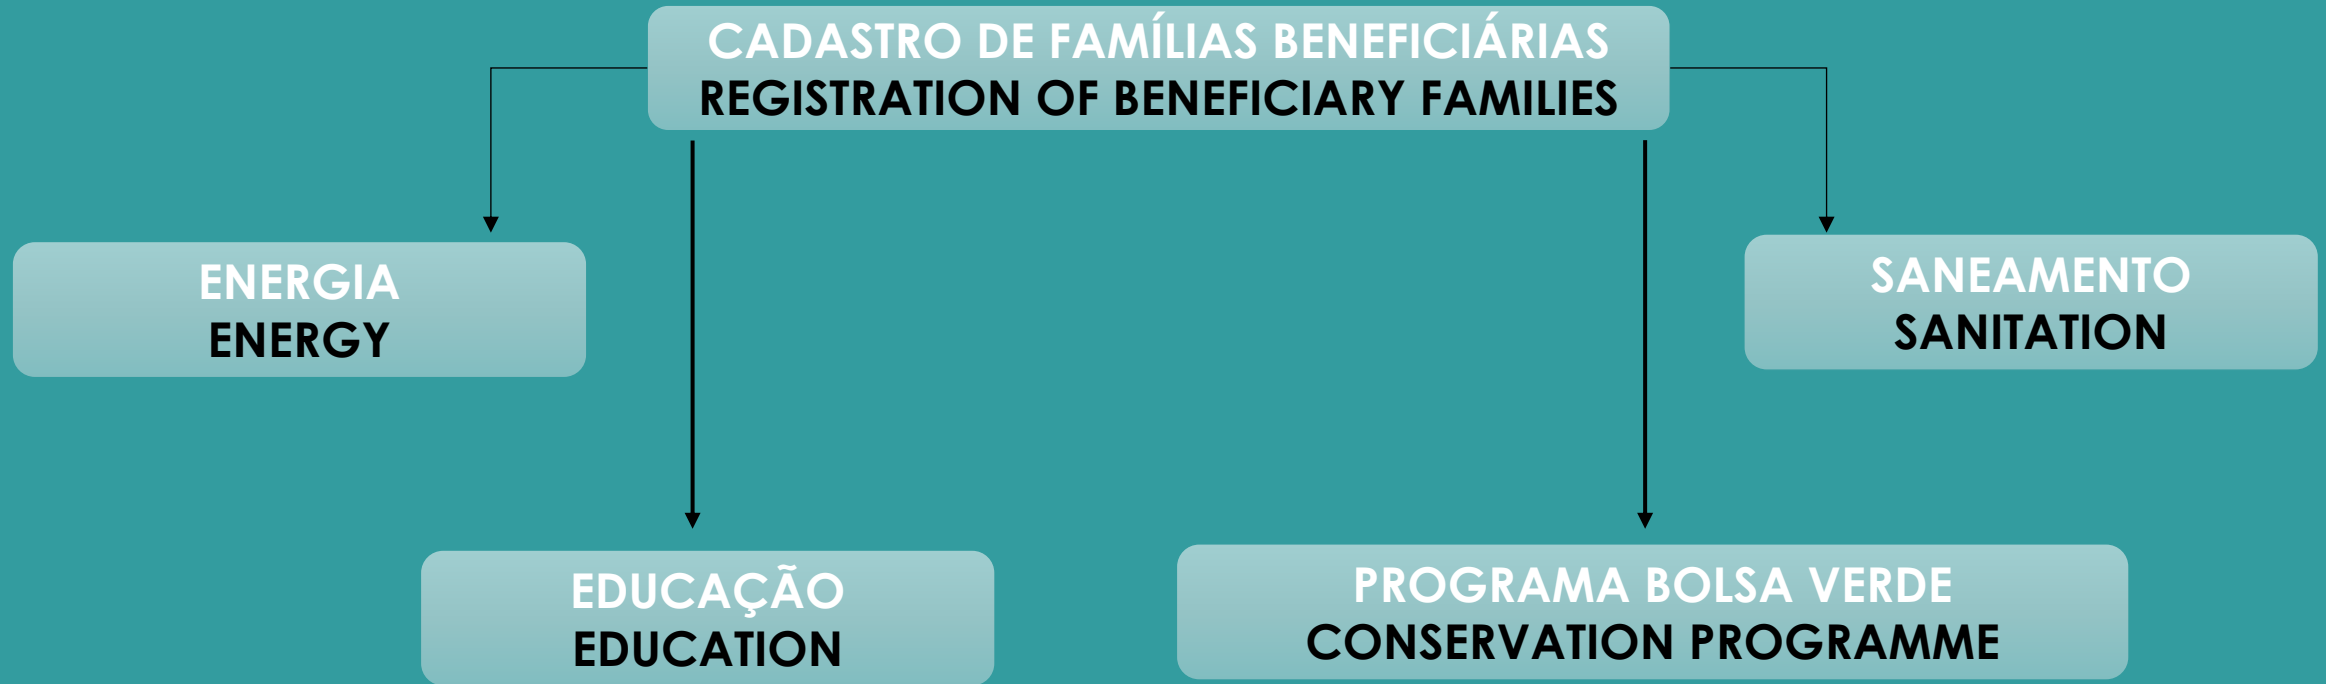 CADASTRO DE FAMÍLIAS BENEFICIÁRIAS
REGISTRATION OF BENEFICIARY FAMILIES
ENERGIA
ENERGY
SANEAMENTO
SANITATION
EDUCAÇÃO
EDUCATION
PROGRAMA BOLSA VERDE
CONSERVATION PROGRAMME